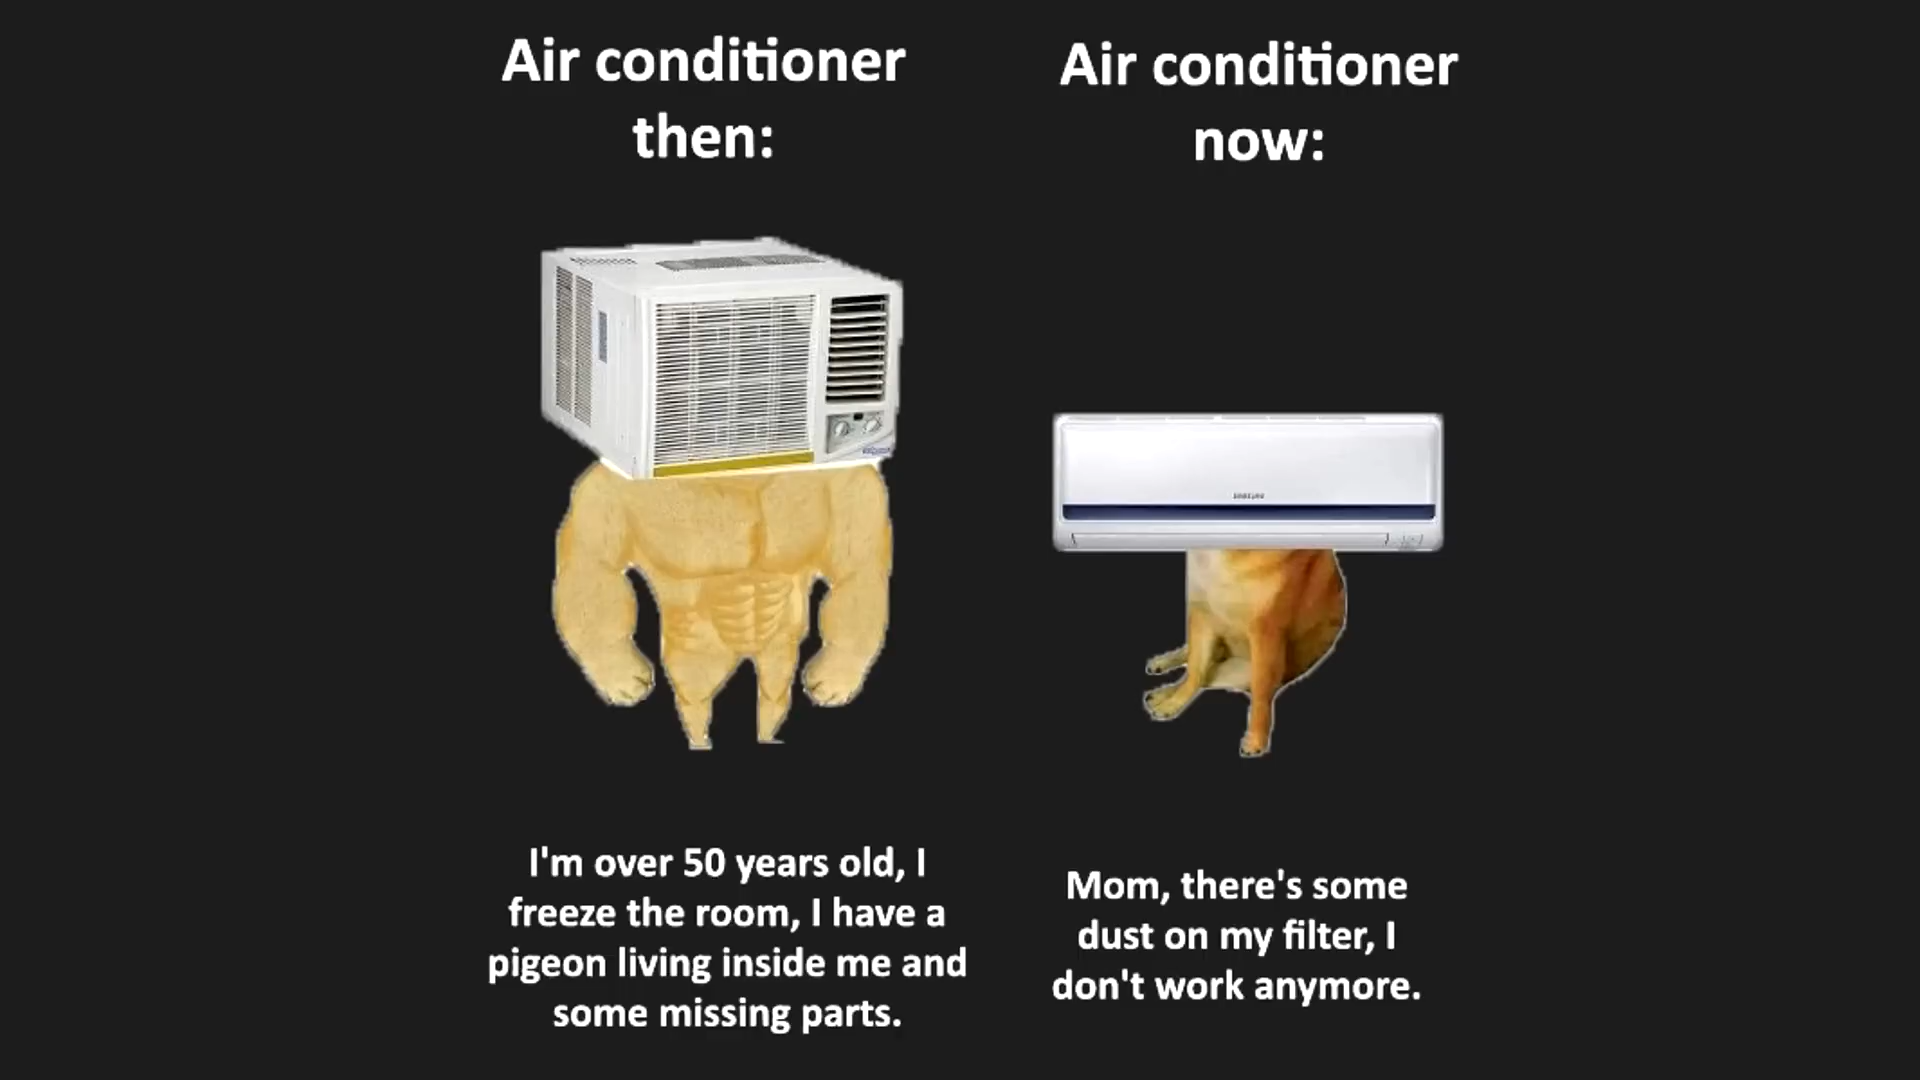 Air conditioner
then:
Air conditioner
now:
SAMSUNG
I'm over 50 years old, I
freeze the room, I have a
pigeon living inside me and
some missing parts.
Mom, there's some
dust on my filter, I
don't work anymore.